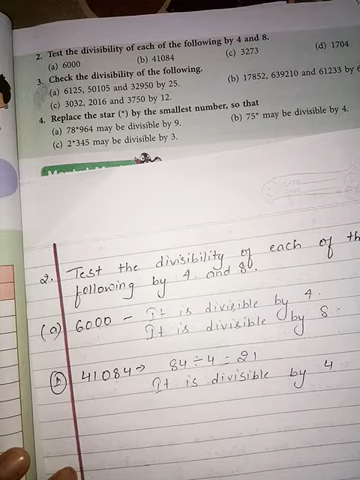 2. Test the divisibility of each of the following by 4 and 8.
(a) 6000 (b) 41084 (c) 3273 (d) 1704
3. Check the divisibility of the following.
(a) 6125, 50105 and 32950 by 25. (b) 17852, 639210 and 61233 by
(c) 3032, 2016 and 3750 by 12.
4. Replace the star (*) by the smallest number, so that
(a) 78*964 may be divisible by 9. (b) 75* may be divisible by 4.
(c) 2*345 may be divisible by 3.
2. Test the divisibility of each of the
following by 4 and 8.
(a) 6000 - It is divisible by 4.
It is divisible by 8.
(b) 41084 → 84 ÷ 4 = 21
It is divisible by 4